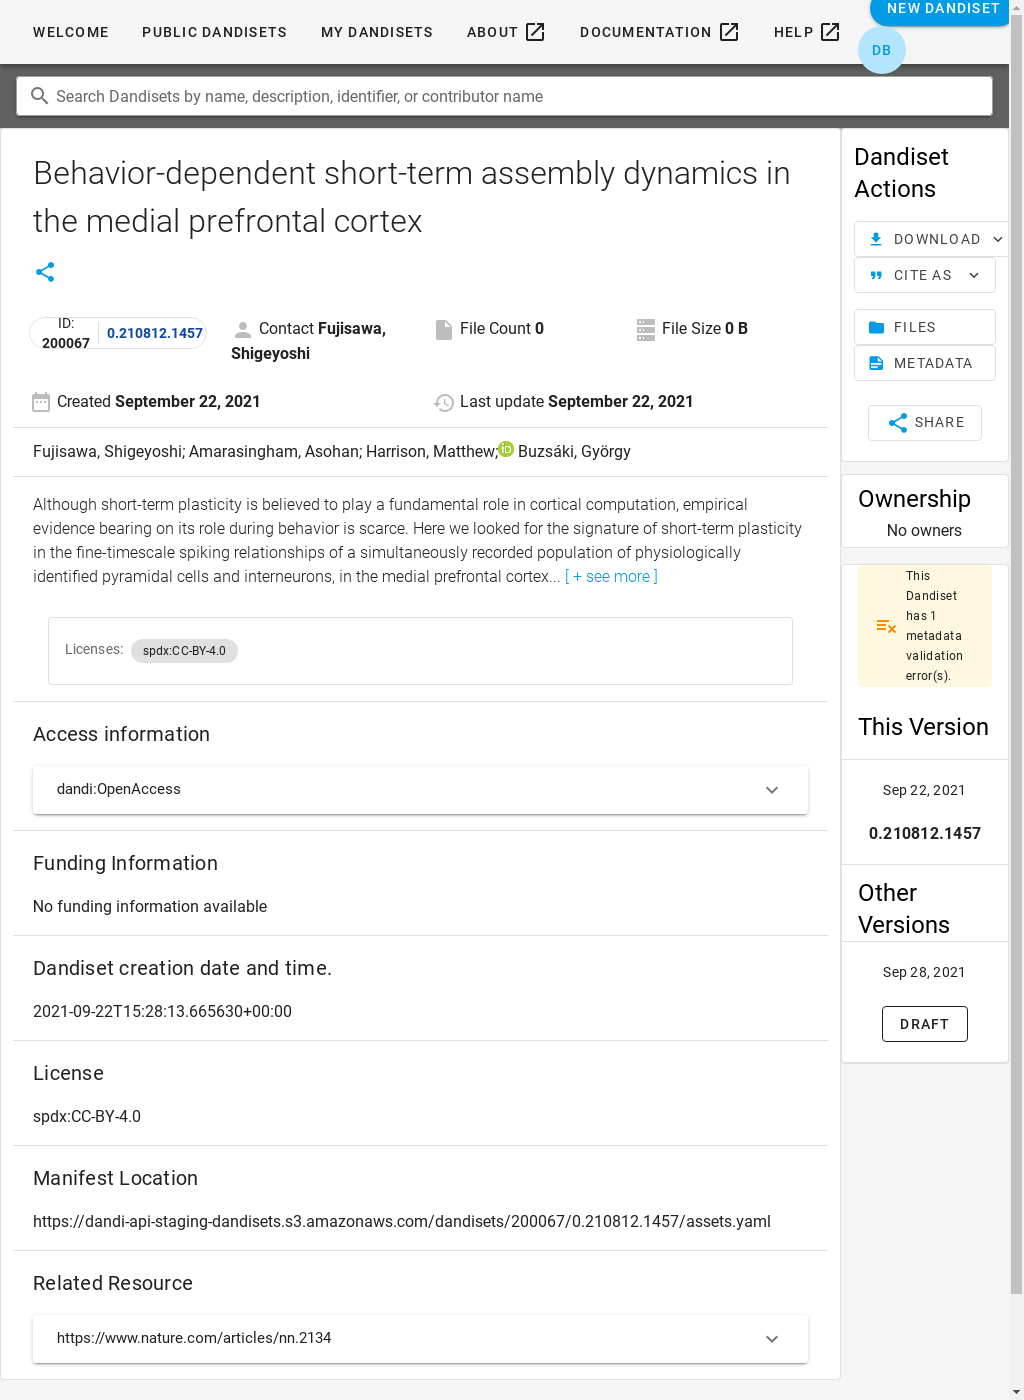 WELCOME PUBLIC DANDISETS MY DANDISETS ABOUT DOCUMENTATION HELP NEW DANDISET
DB
Search Dandisets by name, description, identifier, or contributor name
Behavior-dependent short-term assembly dynamics in
the medial prefrontal cortex
ID:
200067
0.210812.1457
Contact Fujisawa,
Shigeyoshi
File Count 0
File Size 0 B
Created September 22, 2021
Last update September 22, 2021
Fujisawa, Shigeyoshi; Amarasingham, Asohan; Harrison, Matthew; iD Buzsáki, György
Although short-term plasticity is believed to play a fundamental role in cortical computation, empirical
evidence bearing on its role during behavior is scarce. Here we looked for the signature of short-term plasticity
in the fine-timescale spiking relationships of a simultaneously recorded population of physiologically
identified pyramidal cells and interneurons, in the medial prefrontal cortex... [ + see more ]
Licenses: spdx:CC-BY-4.0
Access information
dandi:OpenAccess
Funding Information
No funding information available
Dandiset creation date and time.
2021-09-22T15:28:13.665630+00:00
License
spdx:CC-BY-4.0
Manifest Location
https://dandi-api-staging-dandisets.s3.amazonaws.com/dandisets/200067/0.210812.1457/assets.yaml
Related Resource
https://www.nature.com/articles/nn.2134
Dandiset
Actions
DOWNLOAD
CITE AS
FILES
METADATA
SHARE
Ownership
No owners
This
Dandiset
has 1
metadata
validation
error(s).
This Version
Sep 22, 2021
0.210812.1457
Other
Versions
Sep 28, 2021
DRAFT